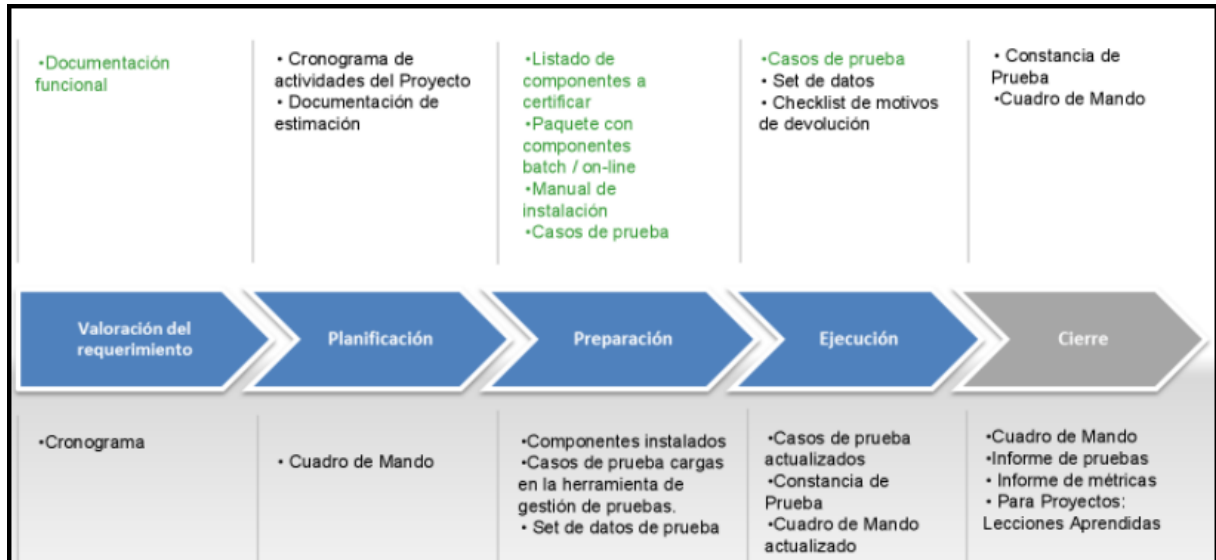 •Documentación
funcional
• Cronograma de
actividades del Proyecto
• Documentación de
estimación
•Listado de
componentes a
certificar
•Paquete con
componentes
batch / on-line
•Manual de
instalación
•Casos de prueba
•Casos de prueba
• Set de datos
• Checklist de motivos
de devolución
• Constancia de
Prueba
•Cuadro de Mando
Valoración del
requerimiento
Planificación
Preparación
Ejecución
Cierre
•Cronograma
• Cuadro de Mando
•Componentes instalados
•Casos de prueba cargas
en la herramienta de
gestión de pruebas.
• Set de datos de prueba
•Casos de prueba
actualizados
•Constancia de
Prueba
•Cuadro de Mando
actualizado
•Cuadro de Mando
•Informe de pruebas
• Informe de métricas
• Para Proyectos:
Lecciones Aprendidas